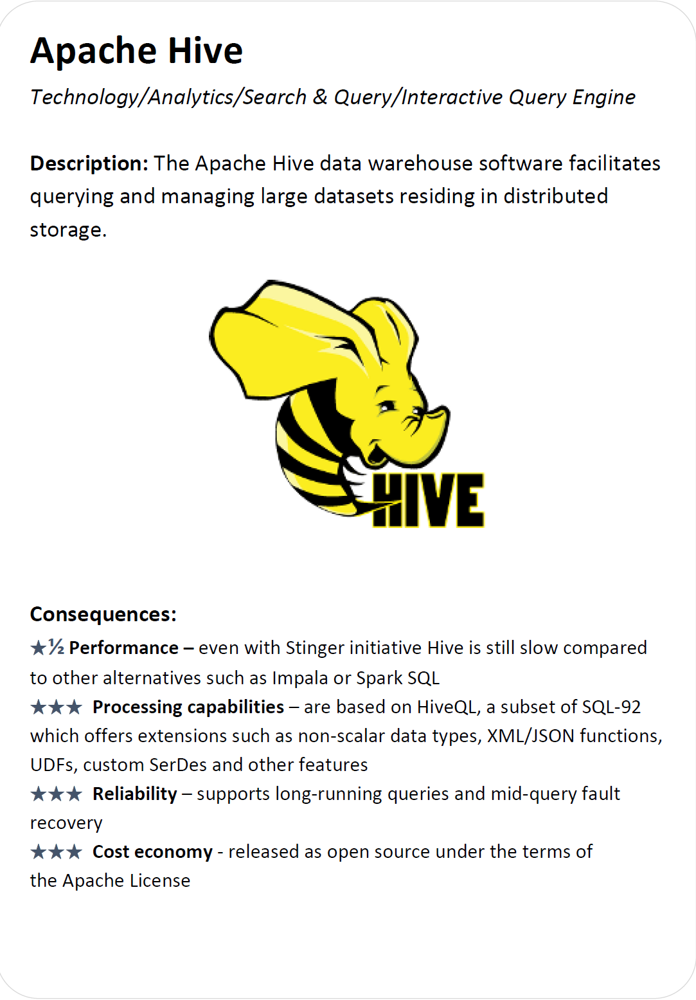 Apache Hive
Technology/Analytics/Search & Query/Interactive Query Engine
Description: The Apache Hive data warehouse software facilitates
querying and managing large datasets residing in distributed
storage.
HIVE
Consequences:
★½ Performance – even with Stinger initiative Hive is still slow compared
to other alternatives such as Impala or Spark SQL
★★★ Processing capabilities – are based on HiveQL, a subset of SQL-92
which offers extensions such as non-scalar data types, XML/JSON functions,
UDFs, custom SerDes and other features
★★★ Reliability – supports long-running queries and mid-query fault
recovery
★★★ Cost economy - released as open source under the terms of
the Apache License